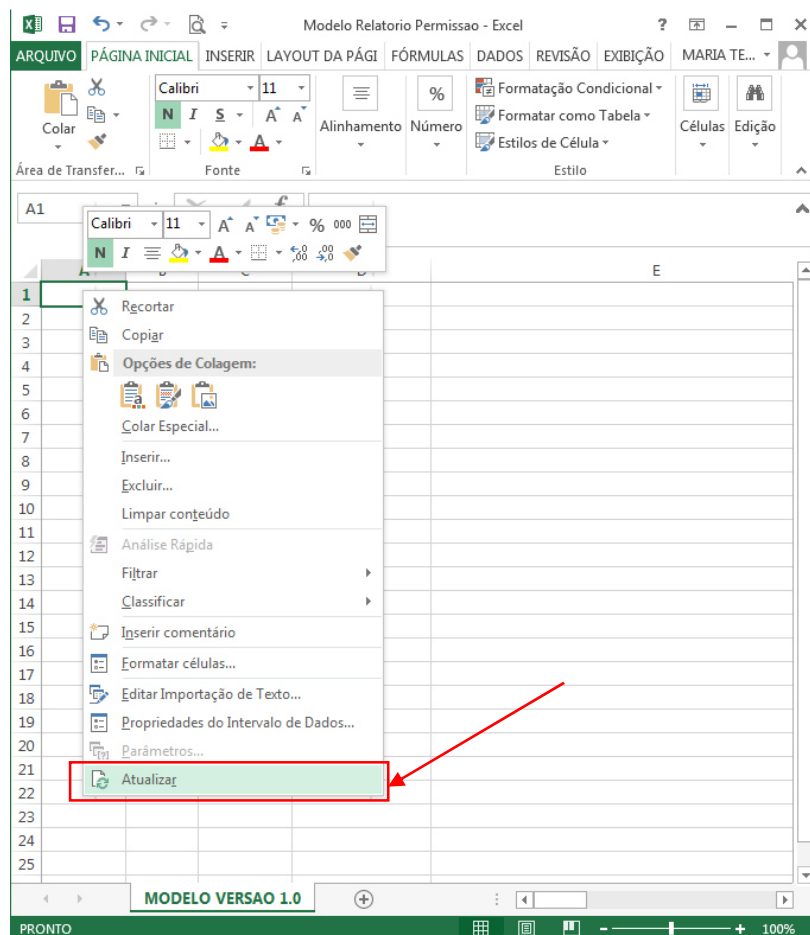 Modelo Relatorio Permissao - Excel
ARQUIVO PÁGINA INICIAL INSERIR LAYOUT DA PÁGI FÓRMULAS DADOS REVISÃO EXIBIÇÃO MARIA TE...
Colar
Calibri 11
N I S A A
A
Alinhamento
%
Número
Formatação Condicional
Formatar como Tabela
Estilos de Célula
Células
Edição
Área de Transfer...
Fonte
Estilo
A1
Calibri 11 A A % 000
N I A ,00 ,0
E
1
2
3
4
5
6
7
8
9
10
11
12
13
14
15
16
17
18
19
20
21
22
23
24
25
Recortar
Copiar
Opções de Colagem:
Colar Especial...
Inserir...
Excluir...
Limpar conteúdo
Análise Rápida
Filtrar
Classificar
Inserir comentário
Formatar células...
Editar Importação de Texto...
Propriedades do Intervalo de Dados...
Parâmetros...
Atualizar
MODELO VERSAO 1.0
PRONTO
100%